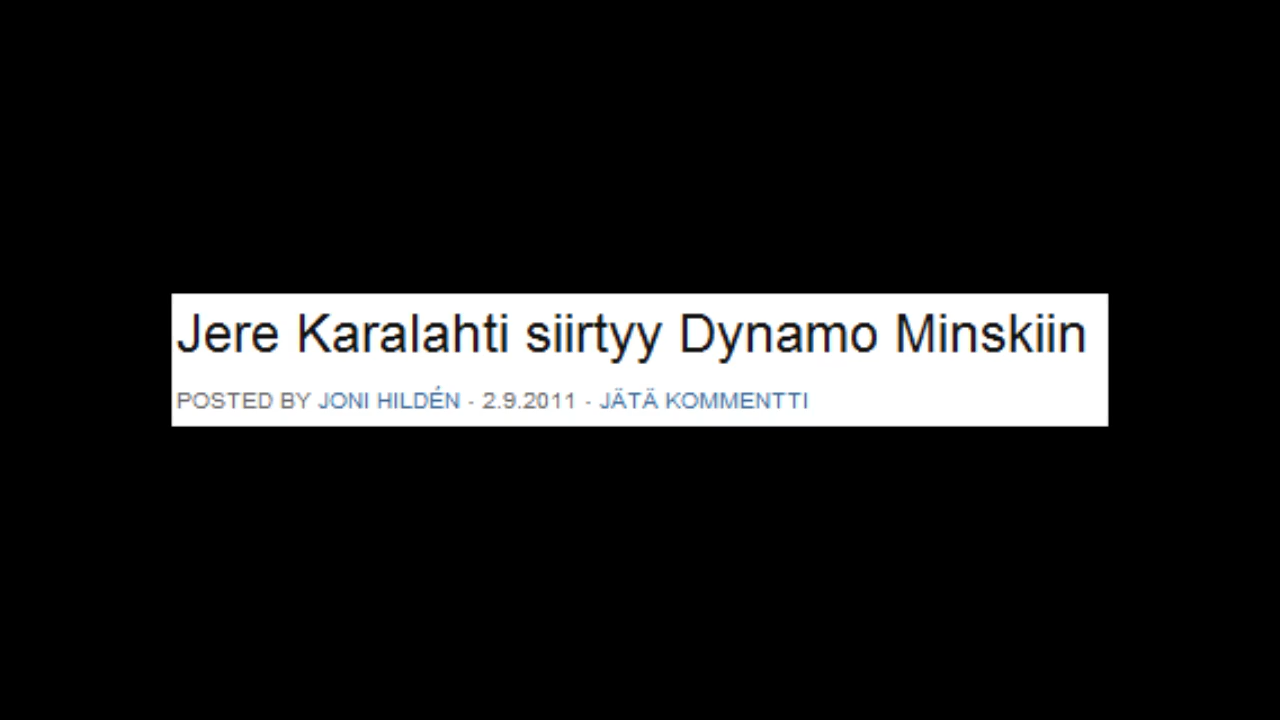 Jere Karalahti siirtyy Dynamo Minskiin
POSTED BY JONI HILDÉN - 2.9.2011 - JÄTÄ KOMMENTTI